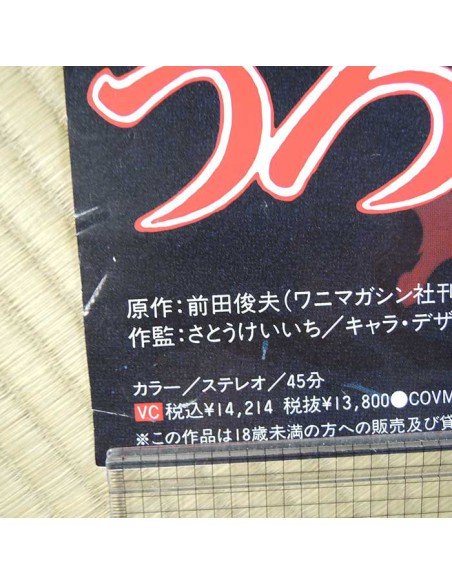 うろ
原作:前田俊夫(ワニマガシン社刊
作監:さとうけいいち/キャラ・デザ
カラー/ステレオ/45分
VC 税込¥14,214 税抜¥13,800●COVM
※この作品は18歳未満の方への販売及び貸